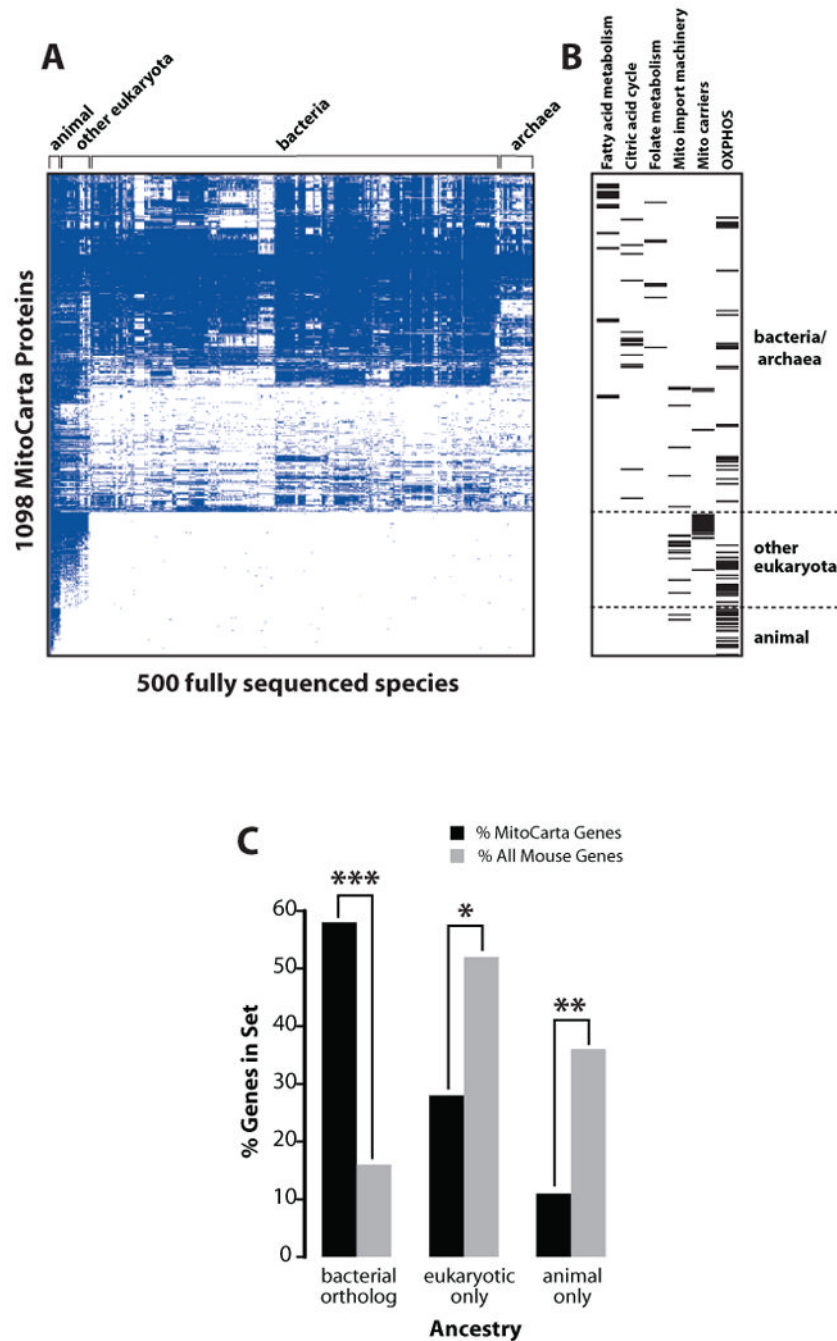 A
animal
other eukaryota
bacteria
archaea
1098 MitoCarta Proteins
500 fully sequenced species
B
Fatty acid metabolism
Citric acid cycle
Folate metabolism
Mito import machinery
Mito carriers
OXPHOS
bacteria/
archaea
other
eukaryota
animal
C
% MitoCarta Genes
% All Mouse Genes
***
*
**
% Genes in Set
60
50
40
30
20
10
0
bacterial
ortholog
eukaryotic
only
animal
only
Ancestry